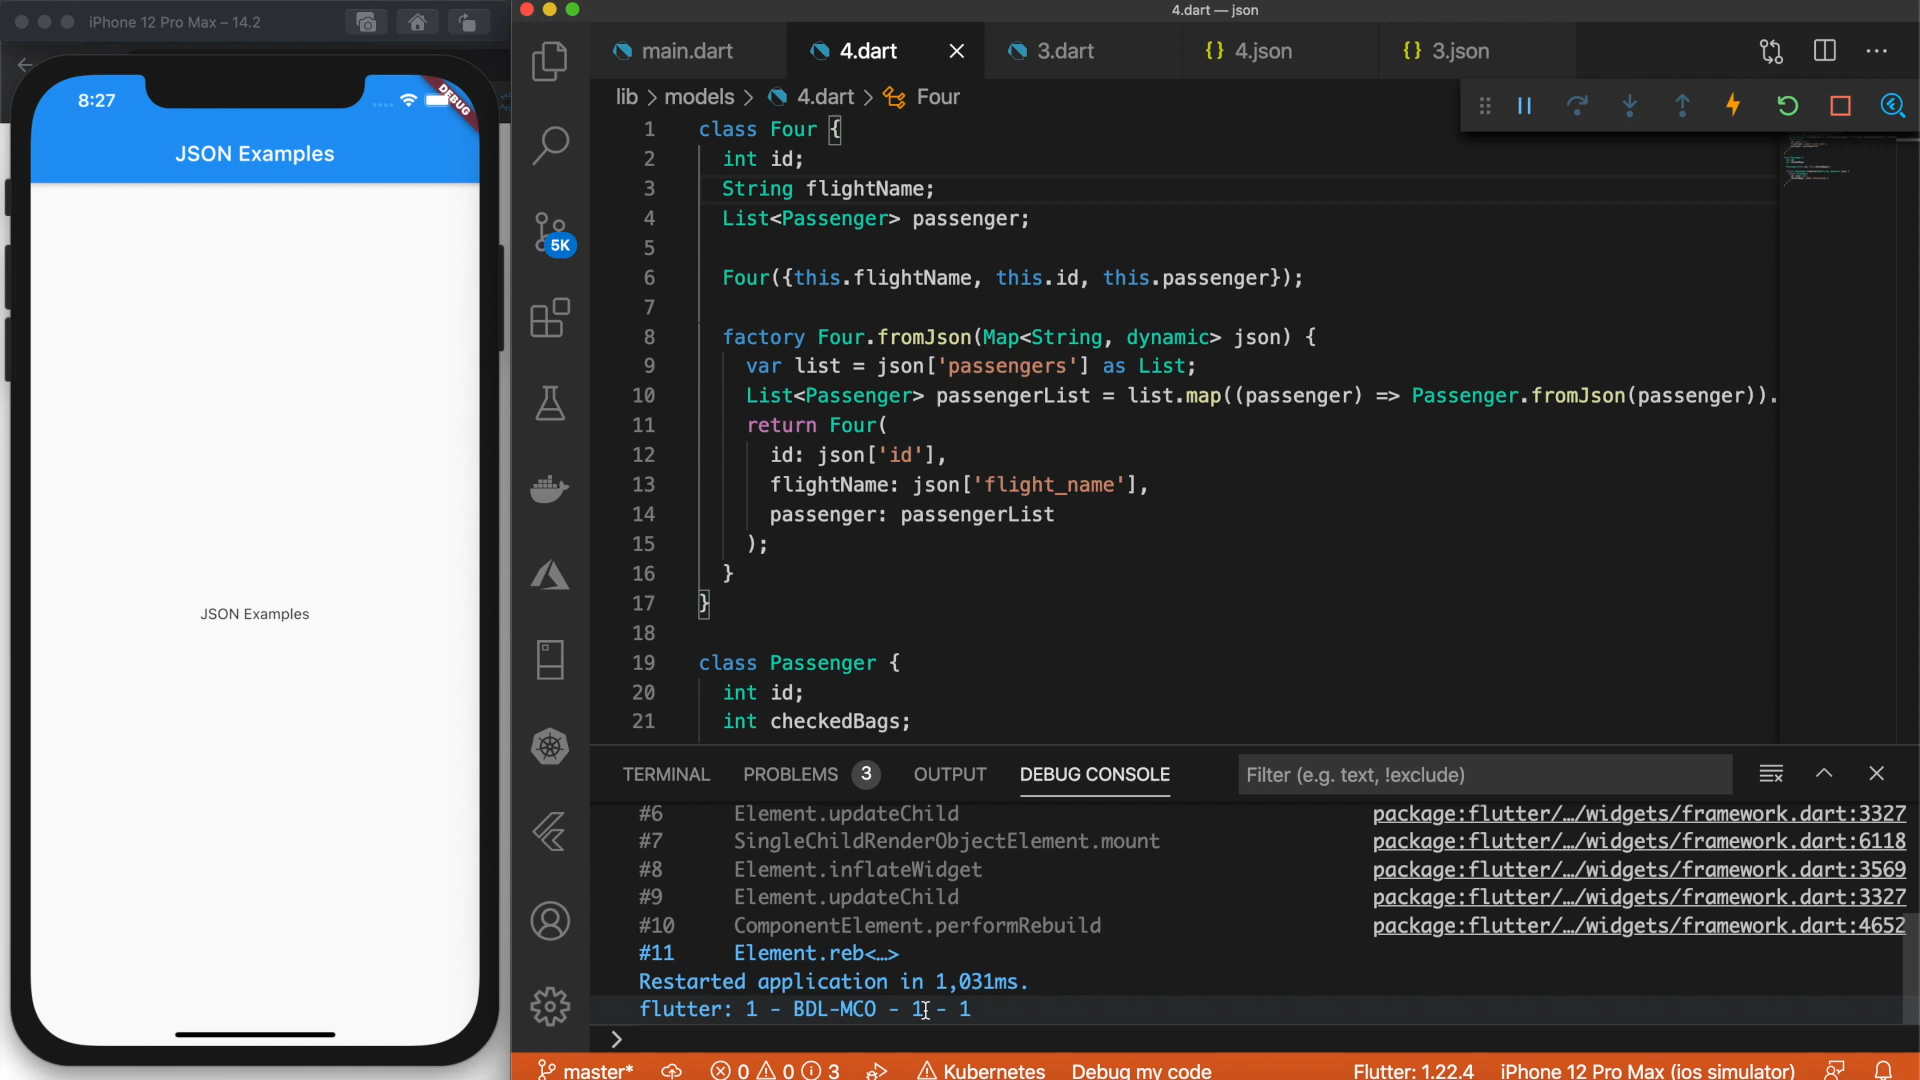 iPhone 12 Pro Max – 14.2
8:27
DEBUG
JSON Examples
JSON Examples
4.dart — json
main.dart
4.dart
3.dart
{} 4.json
{} 3.json
lib > models > 4.dart > Four
5K
1 class Four {
2 int id;
3 String flightName;
4 List<Passenger> passenger;
5
6 Four({this.flightName, this.id, this.passenger});
7
8 factory Four.fromJson(Map<String, dynamic> json) {
9 var list = json['passengers'] as List;
10 List<Passenger> passengerList = list.map((passenger) => Passenger.fromJson(passenger)).
11 return Four(
12 id: json['id'],
13 flightName: json['flight_name'],
14 passenger: passengerList
15 );
16 }
17 }
18
19 class Passenger {
20 int id;
21 int checkedBags;
TERMINAL PROBLEMS 3 OUTPUT DEBUG CONSOLE Filter (e.g. text, !exclude)
#6 Element.updateChild package:flutter/…/widgets/framework.dart:3327
#7 SingleChildRenderObjectElement.mount package:flutter/…/widgets/framework.dart:6118
#8 Element.inflateWidget package:flutter/…/widgets/framework.dart:3569
#9 Element.updateChild package:flutter/…/widgets/framework.dart:3327
#10 ComponentElement.performRebuild package:flutter/…/widgets/framework.dart:4652
#11 Element.reb<…>
Restarted application in 1,031ms.
flutter: 1 - BDL-MCO - 1 - 1
>
master* 0 0 3 Kubernetes Debug my code Flutter: 1.22.4 iPhone 12 Pro Max (ios simulator)